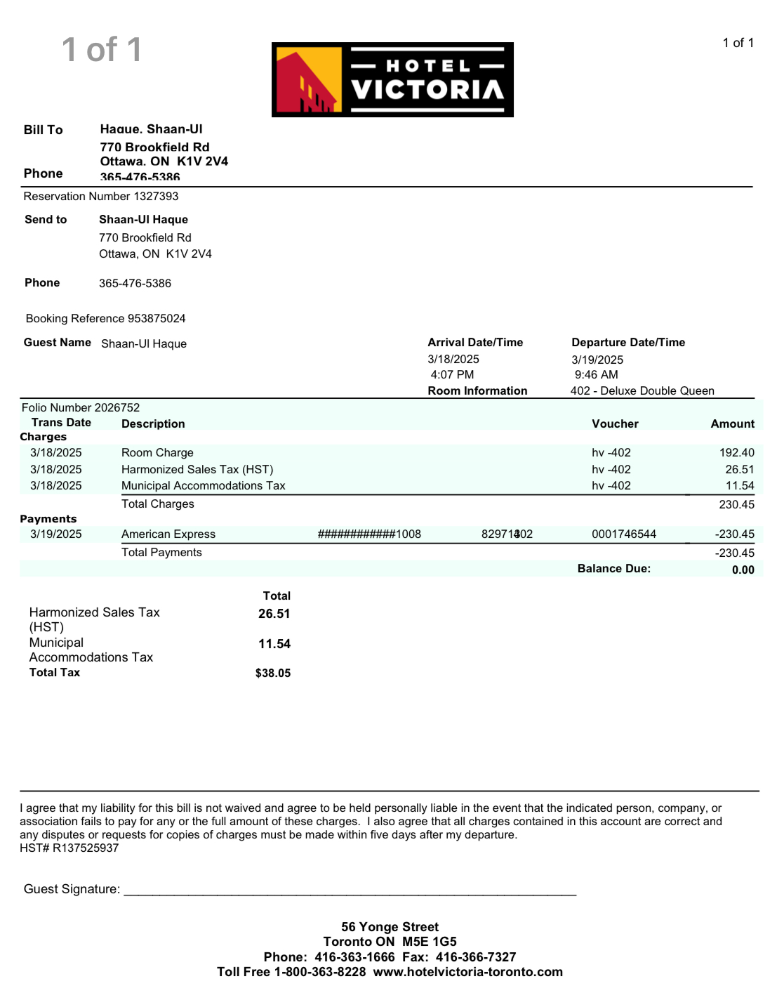 1 of 1
1 of 1
HOTEL
VICTORIA
Bill To Haque, Shaan-Ul
770 Brookfield Rd
Ottawa, ON K1V 2V4
Phone 365-476-5386
Reservation Number 1327393
Send to Shaan-Ul Haque
770 Brookfield Rd
Ottawa, ON K1V 2V4
Phone 365-476-5386
Booking Reference 953875024
Guest Name Shaan-Ul Haque Arrival Date/Time Departure Date/Time
3/18/2025 3/19/2025
4:07 PM 9:46 AM
Room Information 402 - Deluxe Double Queen
Folio Number 2026752
Trans Date Description Voucher Amount
Charges
3/18/2025 Room Charge hv -402 192.40
3/18/2025 Harmonized Sales Tax (HST) hv -402 26.51
3/18/2025 Municipal Accommodations Tax hv -402 11.54
Total Charges 230.45
Payments
3/19/2025 American Express ############1008 0001746544 -230.45
Total Payments -230.45
Balance Due: 0.00
Total
Harmonized Sales Tax 26.51
(HST)
Municipal 11.54
Accommodations Tax
Total Tax $38.05
I agree that my liability for this bill is not waived and agree to be held personally liable in the event that the indicated person, company, or
association fails to pay for any or the full amount of these charges. I also agree that all charges contained in this account are correct and
any disputes or requests for copies of charges must be made within five days after my departure.
HST# R137525937
Guest Signature:
56 Yonge Street
Toronto ON M5E 1G5
Phone: 416-363-1666 Fax: 416-366-7327
Toll Free 1-800-363-8228 www.hotelvictoria-toronto.com